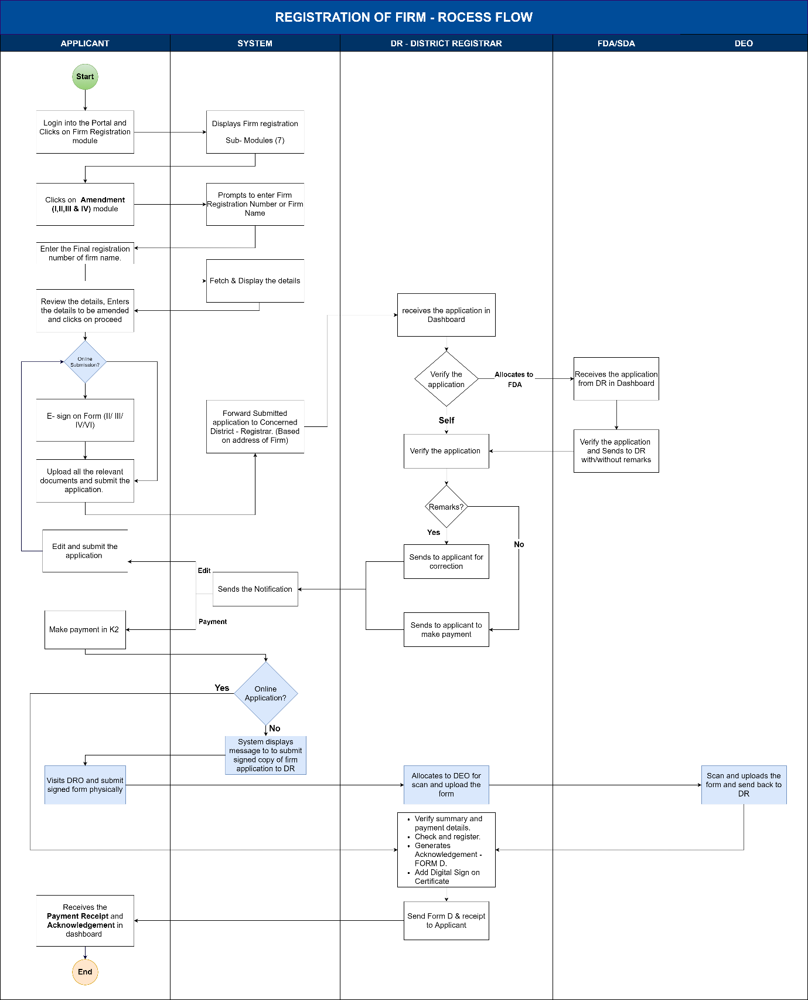 REGISTRATION OF FIRM - ROCESS FLOW
APPLICANT
SYSTEM
DR - DISTRICT REGISTRAR
FDA/SDA
DEO
Start
Login into the Portal and
Clicks on Firm Registration
module
Displays Firm registration
Sub- Modules (7)
Clicks on Amendment
(I,II,III & IV) module
Prompts to enter Firm
Registration Number or Firm
Name
Enter the Final registration
number of firm name.
Fetch & Display the details
Review the details, Enters
the details to be amended
and clicks on proceed
receives the application in
Dashboard
Online
Submission?
Verify the
application
Allocates to
FDA
Receives the application
from DR in Dashboard
E- sign on Form (II/ III/
IV/VI)
Forward Submitted
application to Concerned
District - Registrar. (Based
on address of Firm)
Self
Verify the application
Verify the application
and Sends to DR
with/without remarks
Upload all the relevant
documents and submit the
application.
Remarks?
Yes
No
Edit and submit the
application
Sends to applicant for
correction
Edit
Sends the Notification
Payment
Make payment in K2
Sends to applicant to
make payment
Yes
Online
Application?
No
System displays
message to to submit
signed copy of firm
application to DR
Visits DRO and submit
signed form physically
Allocates to DEO for
scan and upload the
form
Scan and uploads the
form and send back to
DR
• Verify summary and
payment details.
• Check and register.
• Generates
Acknowledgement -
FORM D.
• Add Digital Sign on
Certificate
Receives the
Payment Receipt and
Acknowledgement in
dashboard
Send Form D & receipt
to Applicant
End